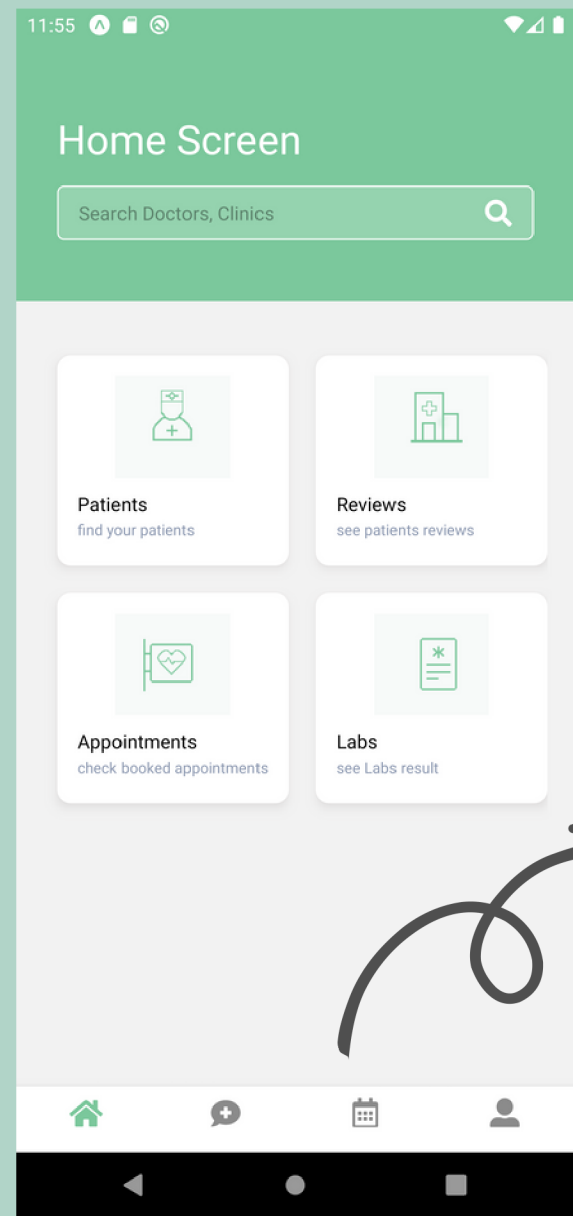 11:55
Home Screen
Search Doctors, Clinics
Patients
find your patients
Reviews
see patients reviews
Appointments
check booked appointments
Labs
see Labs result